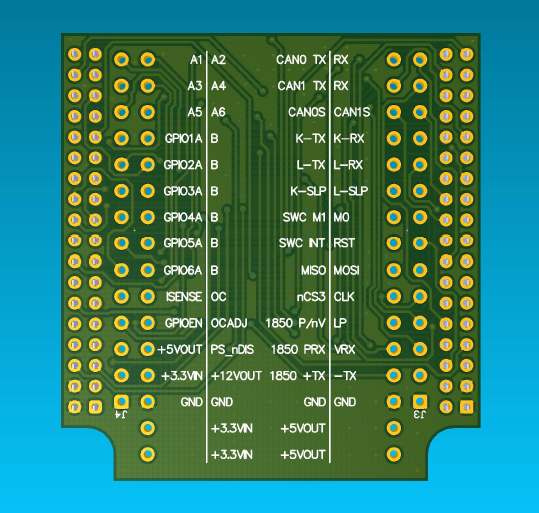 A1 A2 CAN0 TX RX
A3 A4 CAN1 TX RX
A5 A6 CAN0S CAN1S
GPIO1A B K-TX K-RX
GPIO2A B L-TX L-RX
GPIO3A B K-SLP L-SLP
GPIO4A B SWC M1 M0
GPIO5A B SWC INT RST
GPIO6A B MISO MOSI
ISENSE OC nCS3 CLK
GPIOEN OCADJ 1850 P/nV LP
+5VOUT PS_nDIS 1850 PRX VRX
+3.3VIN +12VOUT 1850 +TX -TX
GND GND GND GND
J4 J3
+3.3VIN +5VOUT
+3.3VIN +5VOUT